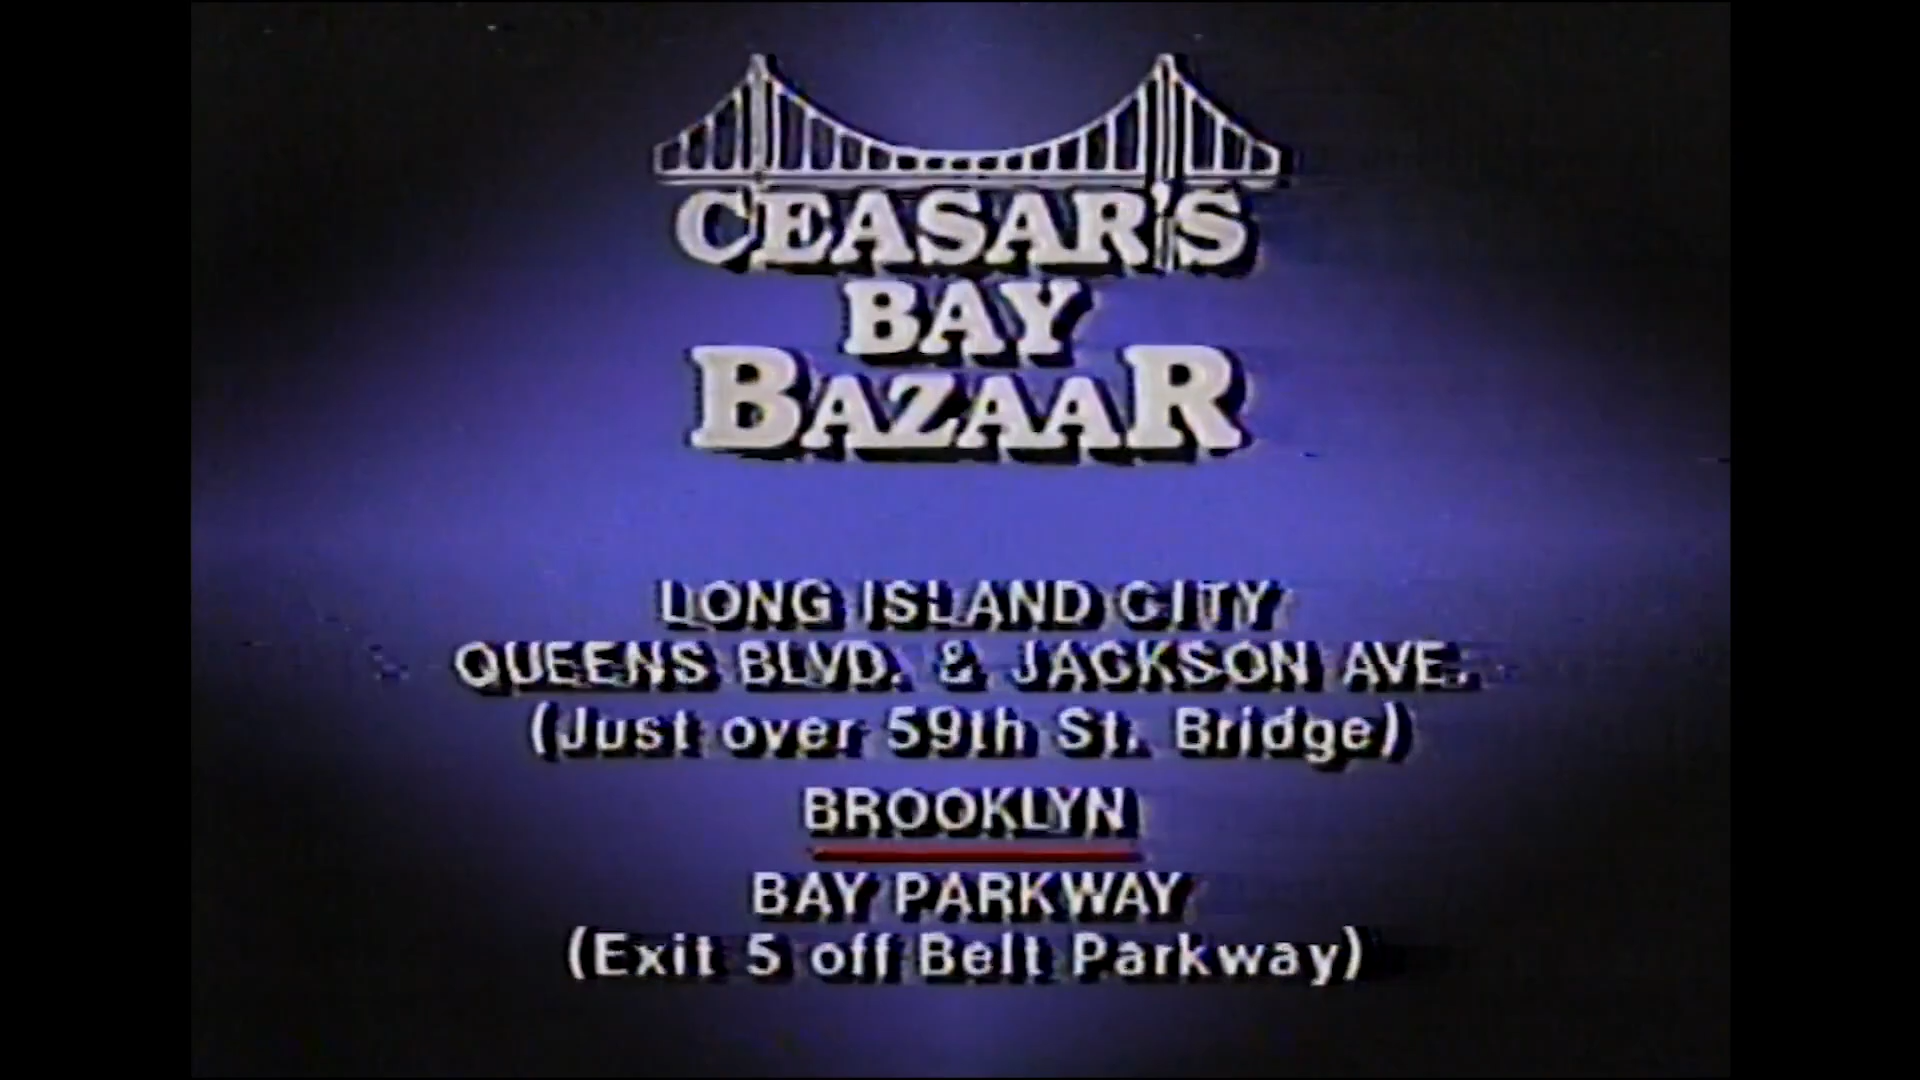 CEASAR'S
BAY
BAZAAR
LONG ISLAND CITY
QUEENS BLVD. & JACKSON AVE.
(Just over 59th St. Bridge)
BROOKLYN
BAY PARKWAY
(Exit 5 off Belt Parkway)